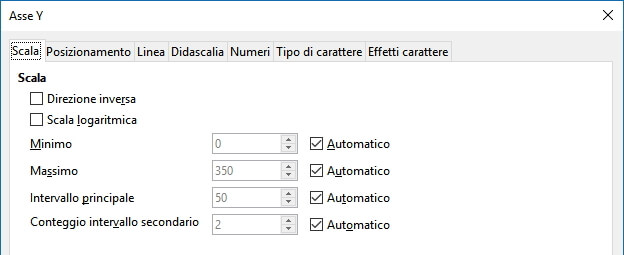 Asse Y
Scala Posizionamento Linea Didascalia Numeri Tipo di carattere Effetti carattere
Scala
Direzione inversa
Scala logaritmica
Minimo 0 Automatico
Massimo 350 Automatico
Intervallo principale 50 Automatico
Conteggio intervallo secondario 2 Automatico